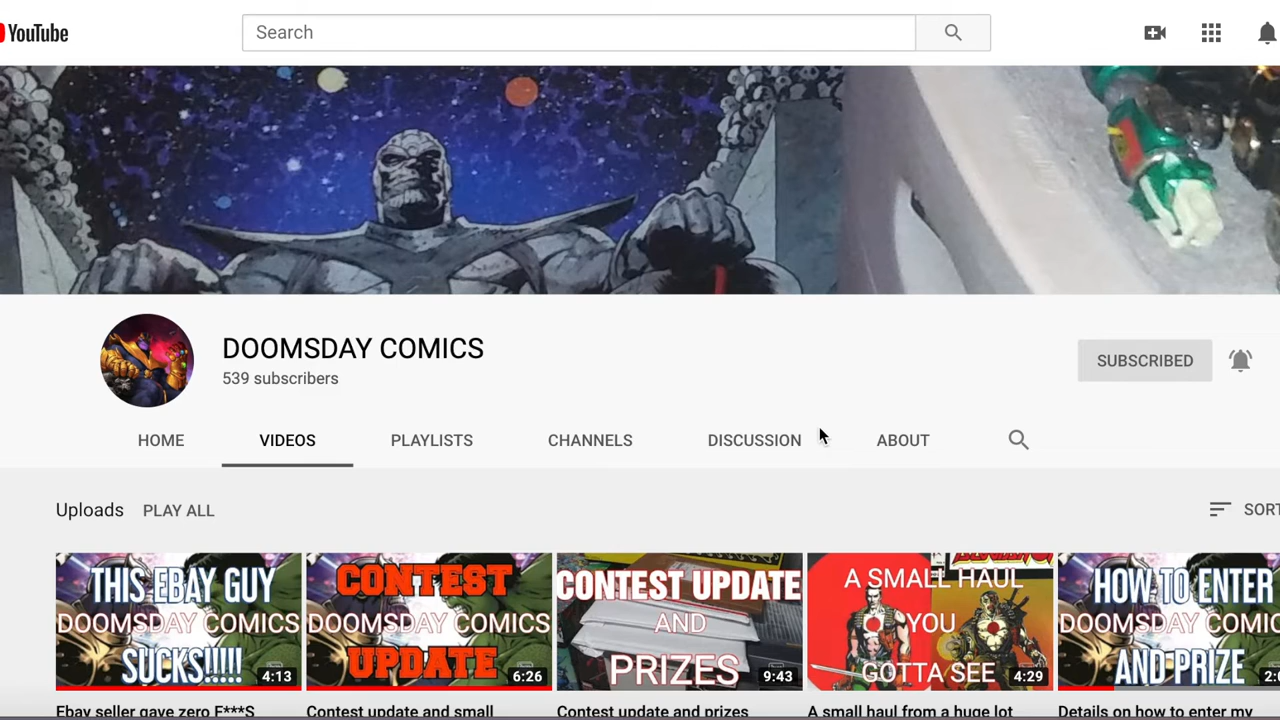 YouTube
Search
DOOMSDAY COMICS
539 subscribers
SUBSCRIBED
HOME
VIDEOS
PLAYLISTS
CHANNELS
DISCUSSION
ABOUT
Uploads
PLAY ALL
SORT
THIS EBAY GUY
DOOMSDAY COMICS
SUCKS!!!!!
4:13
CONTEST
DOOMSDAY COMICS
UPDATE
6:26
CONTEST UPDATE
AND
PRIZES
9:43
A SMALL HAUL
YOU
GOTTA SEE
4:29
HOW TO ENTER
DOOMSDAY COMIC
AND PRIZE
2:0
Ebay seller gave zero F***S
Contest update and small
Contest update and prizes
A small haul from a huge lot
Details on how to enter my